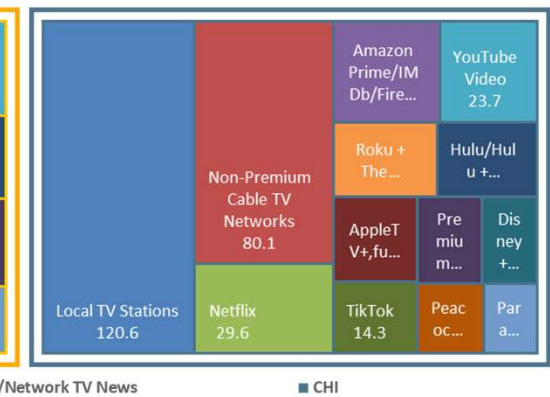 Amazon
Prime/IM
Db/Fire...
YouTube
Video
23.7
Roku +
The...
Hulu/Hul
u +...
Non-Premium
Cable TV
Networks
80.1
AppleT
V+,fu...
Pre
miu
m...
Dis
ney
+...
Local TV Stations
120.6
Netflix
29.6
TikTok
14.3
Peac
oc...
Par
a...
/Network TV News
CHI